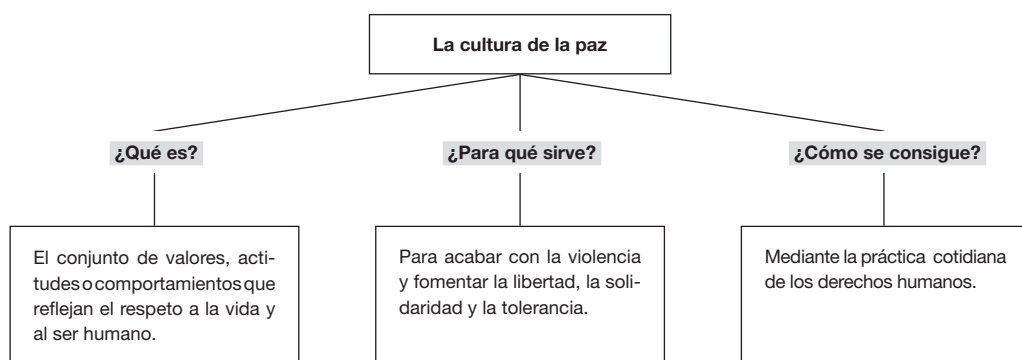 La cultura de la paz
¿Qué es?
¿Para qué sirve?
¿Cómo se consigue?
El conjunto de valores, acti-
tudes o comportamientos que
reflejan el respeto a la vida y
al ser humano.
Para acabar con la violencia
y fomentar la libertad, la soli-
daridad y la tolerancia.
Mediante la práctica cotidiana
de los derechos humanos.